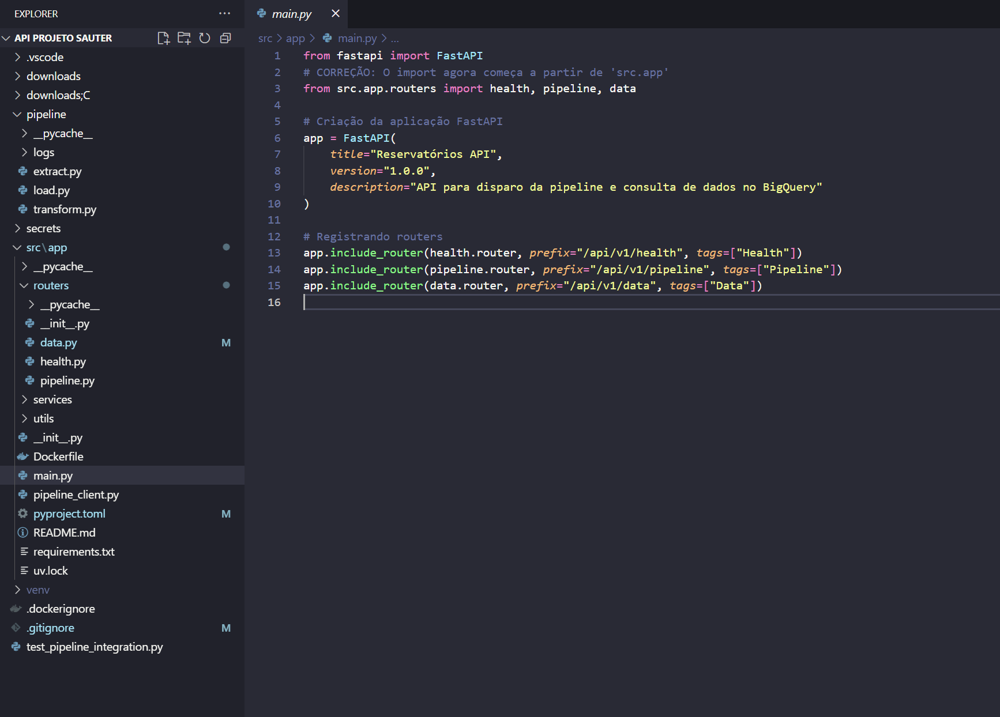 EXPLORER
API PROJETO SAUTER
.vscode
downloads
downloads;C
pipeline
__pycache__
logs
extract.py
load.py
transform.py
secrets
src\app
__pycache__
routers
__pycache__
__init__.py
data.py M
health.py
pipeline.py
services
utils
__init__.py
Dockerfile
main.py
pipeline_client.py
pyproject.toml M
README.md
requirements.txt
uv.lock
venv
.dockerignore
.gitignore M
test_pipeline_integration.py
main.py
src > app > main.py > ...
1 from fastapi import FastAPI
2 # CORREÇÃO: O import agora começa a partir de 'src.app'
3 from src.app.routers import health, pipeline, data
4
5 # Criação da aplicação FastAPI
6 app = FastAPI(
7     title="Reservatórios API",
8     version="1.0.0",
9     description="API para disparo da pipeline e consulta de dados no BigQuery"
10 )
11
12 # Registrando routers
13 app.include_router(health.router, prefix="/api/v1/health", tags=["Health"])
14 app.include_router(pipeline.router, prefix="/api/v1/pipeline", tags=["Pipeline"])
15 app.include_router(data.router, prefix="/api/v1/data", tags=["Data"])
16